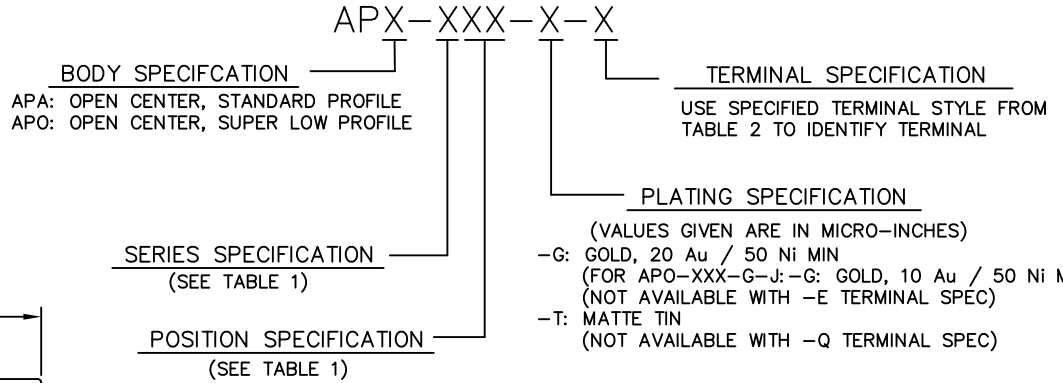 APX-XXX-X-X
BODY SPECIFCATION
APA: OPEN CENTER, STANDARD PROFILE
APO: OPEN CENTER, SUPER LOW PROFILE
TERMINAL SPECIFICATION
USE SPECIFIED TERMINAL STYLE FROM
TABLE 2 TO IDENTIFY TERMINAL
PLATING SPECIFICATION
(VALUES GIVEN ARE IN MICRO-INCHES)
-G: GOLD, 20 Au / 50 Ni MIN
(FOR APO-XXX-G-J:-G: GOLD, 10 Au / 50 Ni
(NOT AVAILABLE WITH -E TERMINAL SPEC)
-T: MATTE TIN
(NOT AVAILABLE WITH -Q TERMINAL SPEC)
SERIES SPECIFICATION
(SEE TABLE 1)
POSITION SPECIFICATION
(SEE TABLE 1)